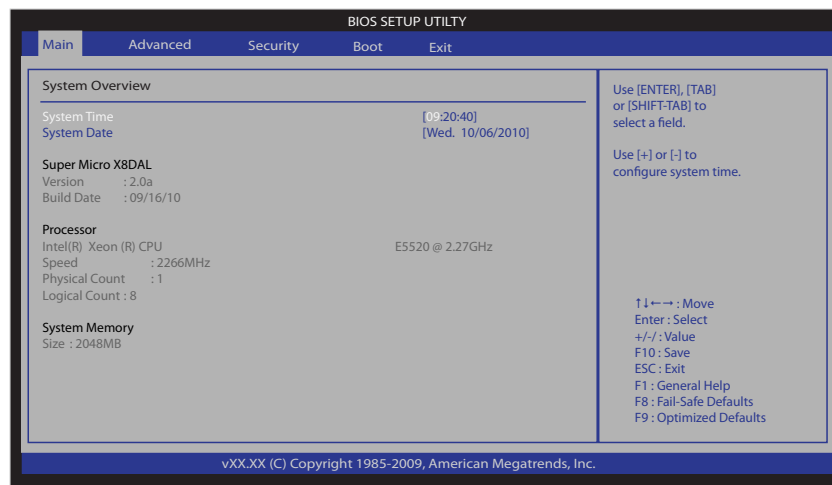 BIOS SETUP UTILTY
Main Advanced Security Boot Exit
System Overview
System Time [09:20:40]
System Date [Wed. 10/06/2010]
Super Micro X8DAL
Version : 2.0a
Build Date : 09/16/10
Processor
Intel(R) Xeon (R) CPU E5520 @ 2.27GHz
Speed : 2266MHz
Physical Count : 1
Logical Count : 8
System Memory
Size : 2048MB
Use [ENTER], [TAB]
or [SHIFT-TAB] to
select a field.
Use [+] or [-] to
configure system time.
↑↓←→ : Move
Enter : Select
+/-/ : Value
F10 : Save
ESC : Exit
F1 : General Help
F8 : Fail-Safe Defaults
F9 : Optimized Defaults
vXX.XX (C) Copyright 1985-2009, American Megatrends, Inc.